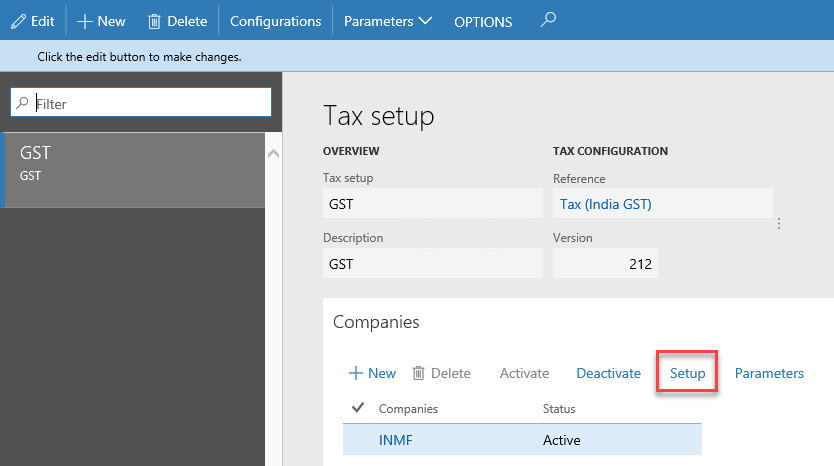 Edit New Delete Configurations Parameters OPTIONS
Click the edit button to make changes.
Filter
GST
GST
Tax setup
OVERVIEW TAX CONFIGURATION
Tax setup Reference
GST Tax (India GST)
Description Version
GST 212
Companies
New Delete Activate Deactivate Setup Parameters
Companies Status
INMF Active